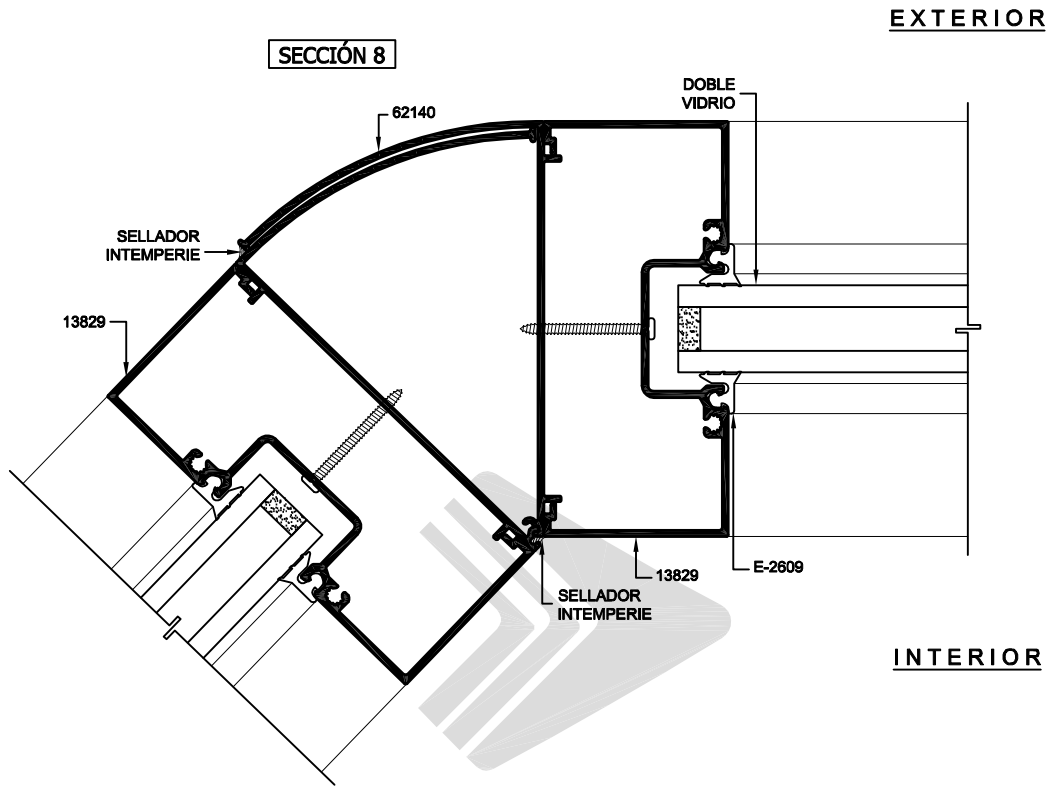 EXTERIOR
SECCIÓN 8
DOBLE
VIDRIO
62140
SELLADOR
INTEMPERIE
13829
13829
E-2609
SELLADOR
INTEMPERIE
INTERIOR